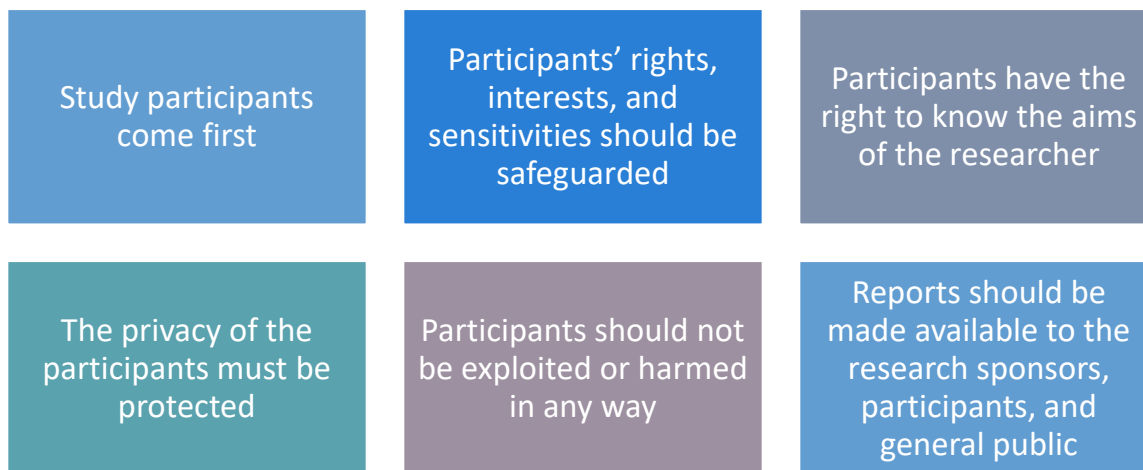 Study participants
come first
Participants’ rights,
interests, and
sensitivities should be
safeguarded
Participants have the
right to know the aims
of the researcher
The privacy of the
participants must be
protected
Participants should not
be exploited or harmed
in any way
Reports should be
made available to the
research sponsors,
participants, and
general public